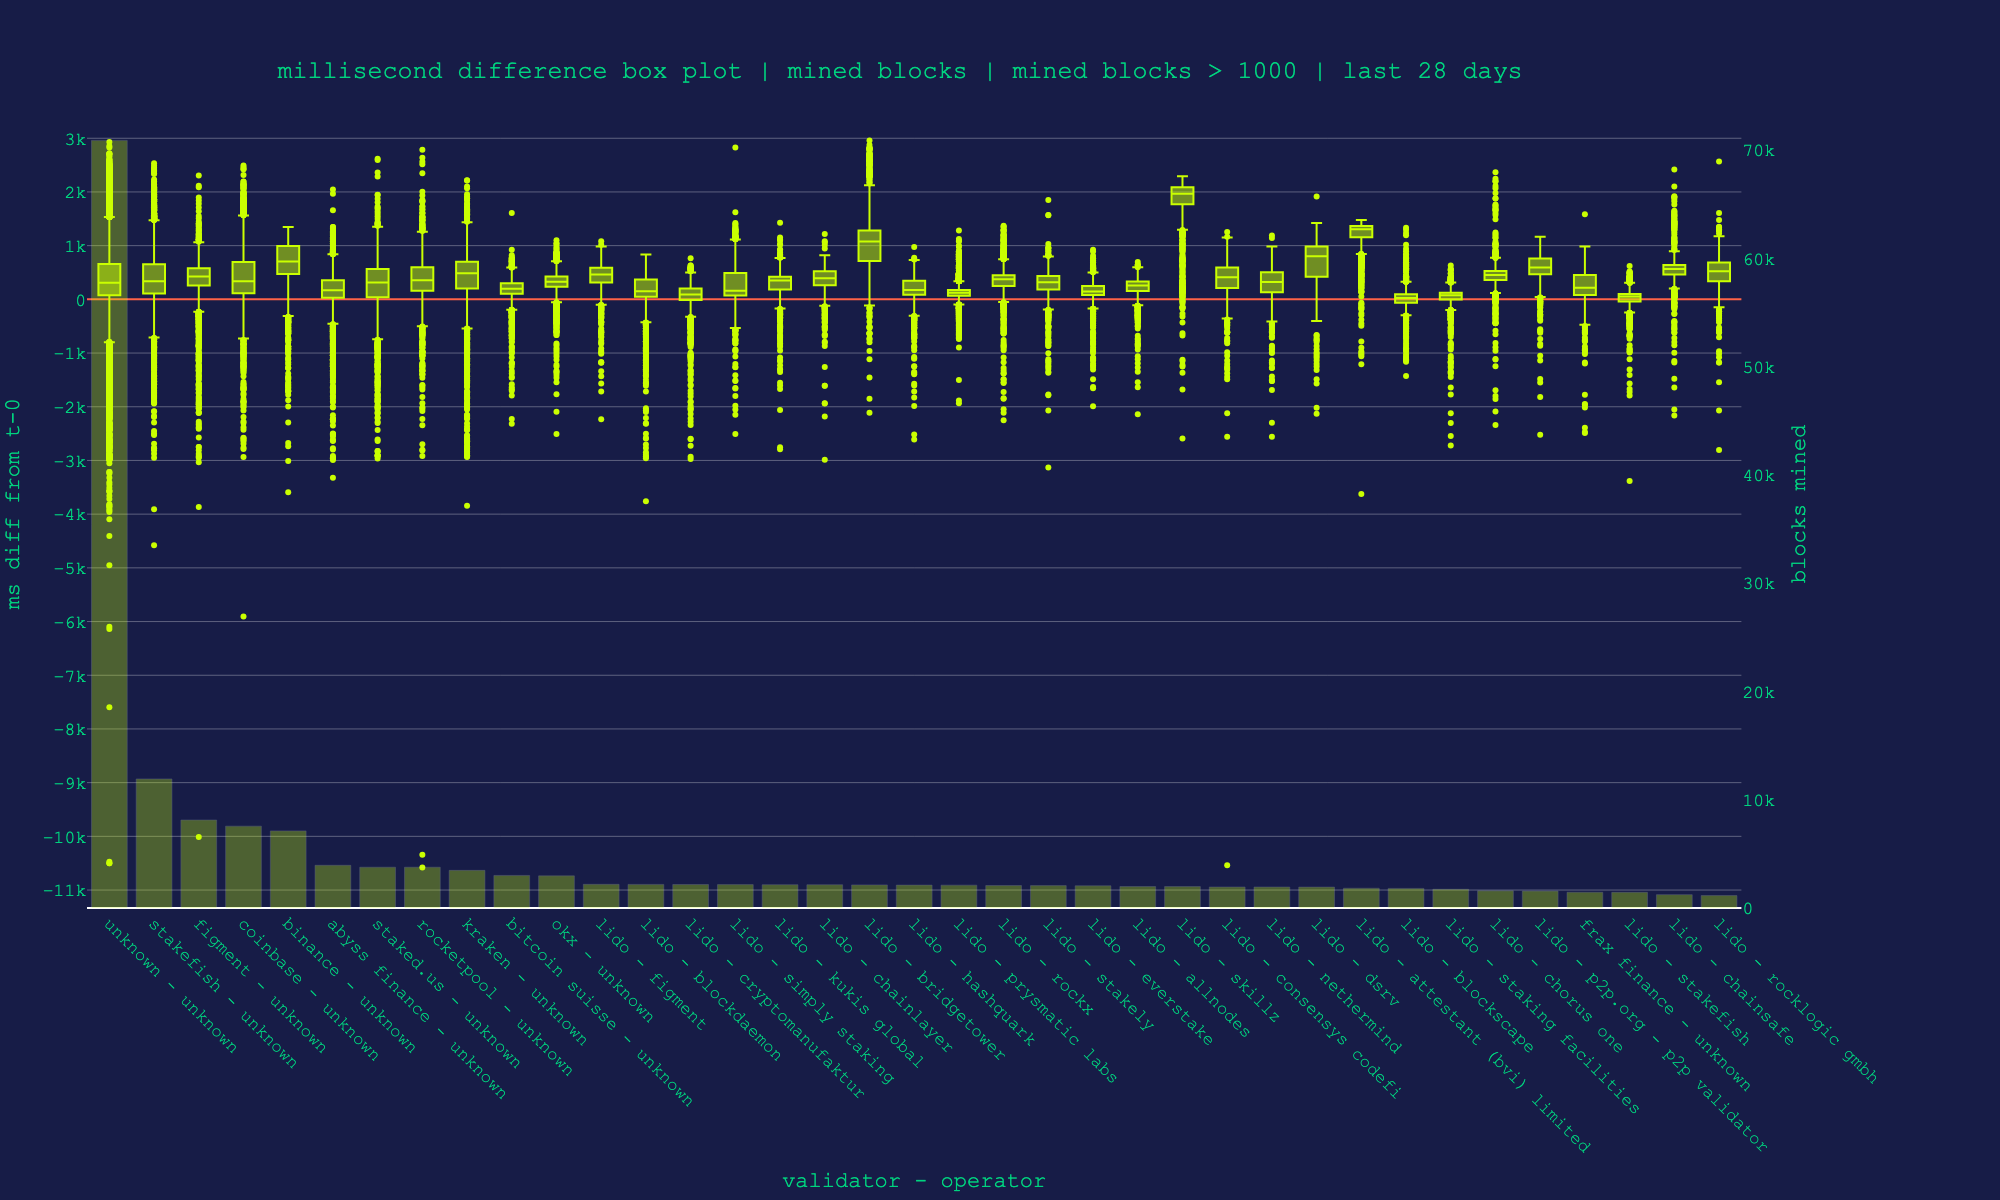 millisecond difference box plot | mined blocks | mined blocks > 1000 | last 28 days
3k
2k
1k
0
−1k
−2k
−3k
−4k
−5k
−6k
−7k
−8k
−9k
−10k
−11k
ms diff from t-0
70k
60k
50k
40k
30k
20k
10k
0
blocks mined
unknown - unknown
stakefish - unknown
figment - unknown
coinbase - unknown
binance - unknown
abyss finance - unknown
staked.us - unknown
rocketpool - unknown
kraken - unknown
bitcoin suisse - unknown
okx - unknown
lido - figment
lido - blockdaemon
lido - cryptomanufaktur
lido - simply staking
lido - kukis global
lido - chainlayer
lido - bridgetower
lido - hashquark
lido - prysmatic labs
lido - rockx
lido - stakely
lido - everstake
lido - allnodes
lido - skillz
lido - consensys codefi
lido - nethermind
lido - dsrv
lido - attestant (bvi) limited
lido - blockscape
lido - staking facilities
lido - chorus one
lido - p2p.org - p2p validator
frax finance - unknown
lido - stakefish
lido - chainsafe
lido - rocklogic gmbh
validator - operator